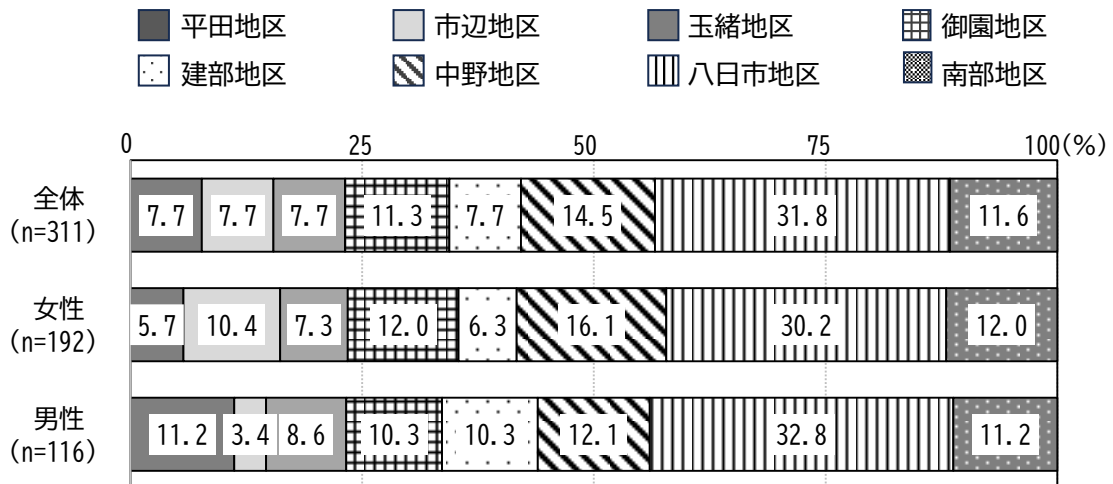 平田地区 市辺地区 玉緒地区 御園地区
建部地区 中野地区 八日市地区 南部地区
0 25 50 75 100(%)
全体
(n=311)
7.7 7.7 7.7 11.3 7.7 14.5 31.8 11.6
女性
(n=192)
5.7 10.4 7.3 12.0 6.3 16.1 30.2 12.0
男性
(n=116)
11.2 3.4 8.6 10.3 10.3 12.1 32.8 11.2